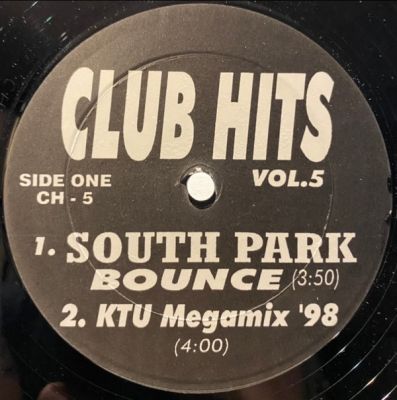 CLUB HITS
SIDE ONE
CH - 5
VOL.5
1. SOUTH PARK
BOUNCE (3:50)
2. KTU Megamix '98
(4:00)